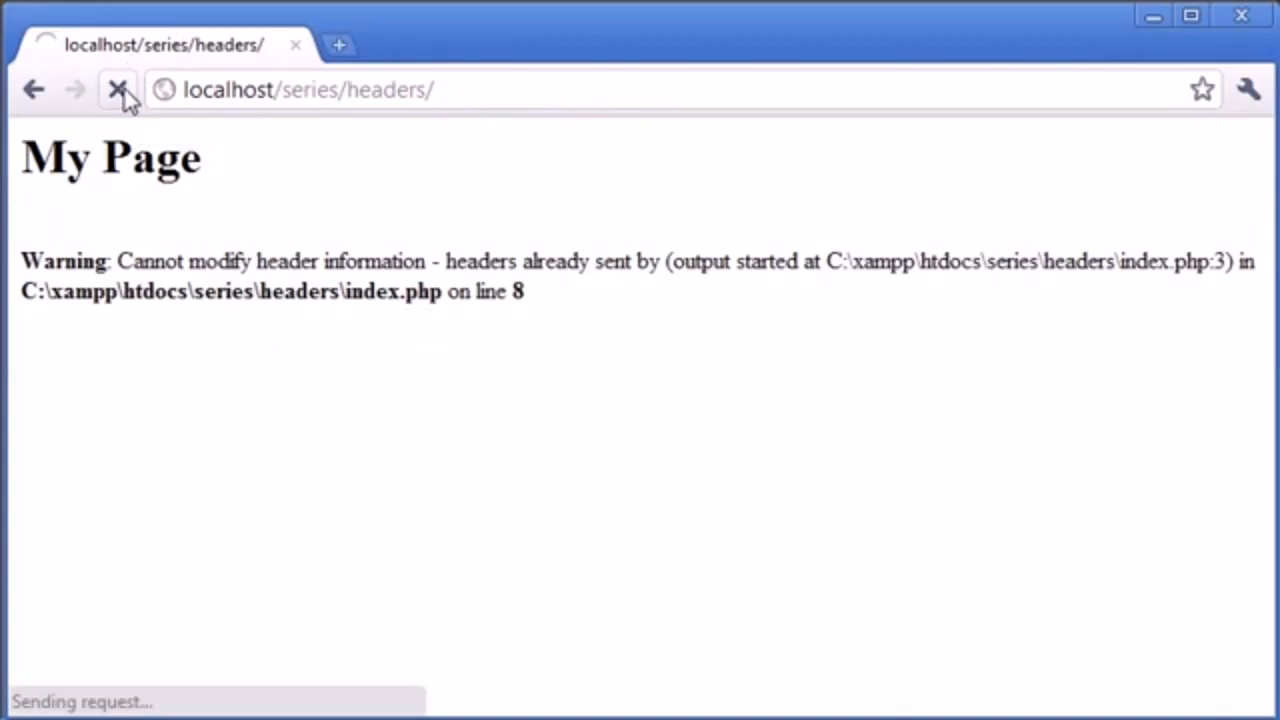 localhost/series/headers/
localhost/series/headers/
My Page
Warning: Cannot modify header information - headers already sent by (output started at C:\xampp\htdocs\series\headers\index.php:3) in
C:\xampp\htdocs\series\headers\index.php on line 8
Sending request...